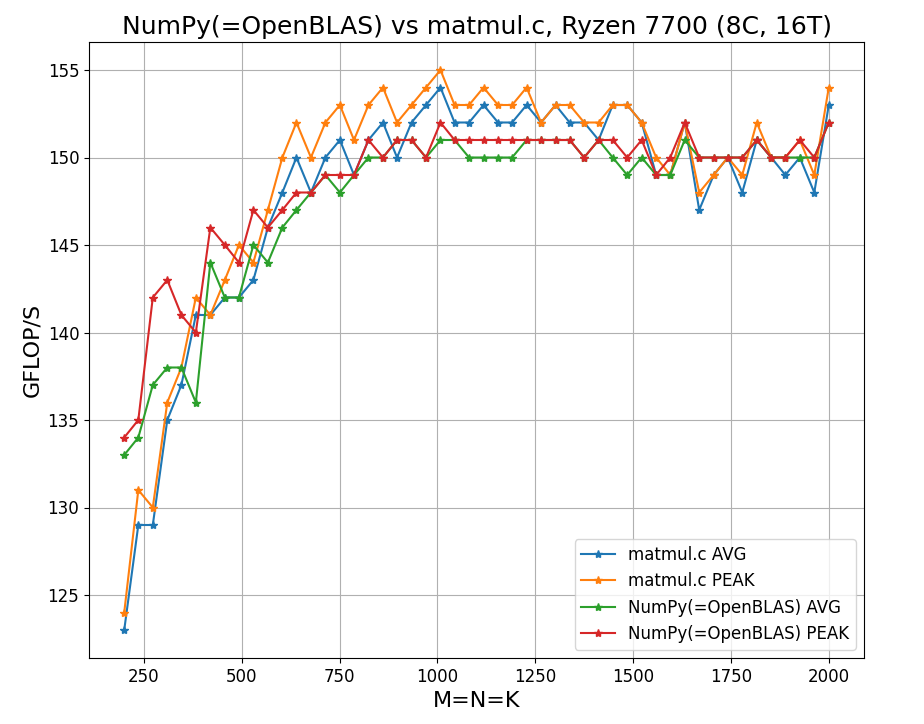 NumPy(=OpenBLAS) vs matmul.c, Ryzen 7700 (8C, 16T)
155
150
145
140
135
130
125
GFLOP/S
matmul.c AVG
matmul.c PEAK
NumPy(=OpenBLAS) AVG
NumPy(=OpenBLAS) PEAK
250 500 750 1000 1250 1500 1750 2000
M=N=K